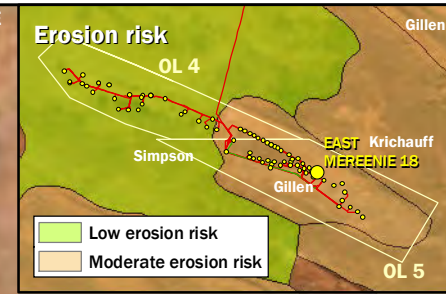 Gillen
Erosion risk
OL 4
EAST
MEREENIE 18
Krichauff
Simpson
Gillen
Low erosion risk
Moderate erosion risk
OL 5